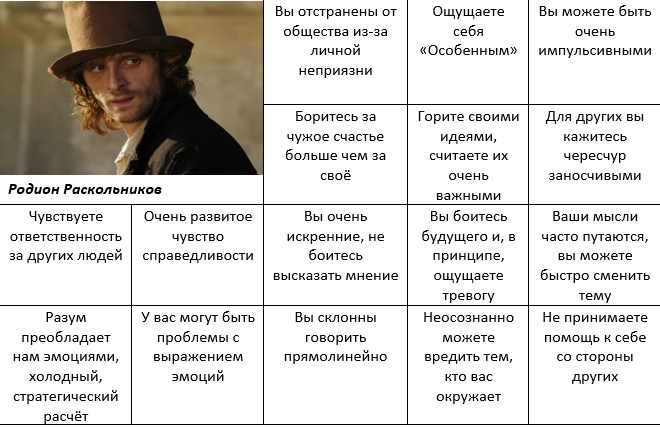 Вы отстранены от
общества из-за
личной
неприязни
Ощущаете
себя
«Особенным»
Вы можете быть
очень
импульсивными
Боритесь за
чужое счастье
больше чем за
своё
Горите своими
идеями,
считаете их
очень
важными
Для других вы
кажитесь
чересчур
заносчивыми
Родион Раскольников
Чувствуете
ответственность
за других людей
Очень развитое
чувство
справедливости
Вы очень
искренние, не
боитесь
высказать мнение
Вы боитесь
будущего и, в
принципе,
ощущаете
тревогу
Ваши мысли
часто путаются,
вы можете
быстро сменить
тему
Разум
преобладает
нам эмоциями,
холодный,
стратегический
расчёт
У вас могут быть
проблемы с
выражением
эмоций
Вы склонны
говорить
прямолинейно
Неосознанно
можете
вредить тем,
кто вас
окружает
Не принимаете
помощь к себе
со стороны
других